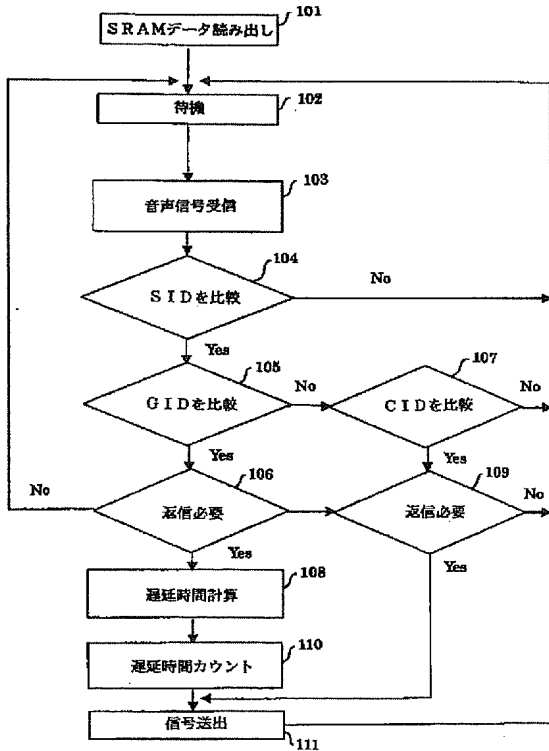 101
ＳＲＡＭデータ読み出し
待機
102
103
音声信号受信
104
ＳＩＤを比較
No
Yes
105
107
ＧＩＤを比較
No
ＣＩＤを比較
No
Yes
Yes
106
109
No
返信必要
返信必要
No
Yes
Yes
108
遅延時間計算
110
遅延時間カウント
信号送出
111